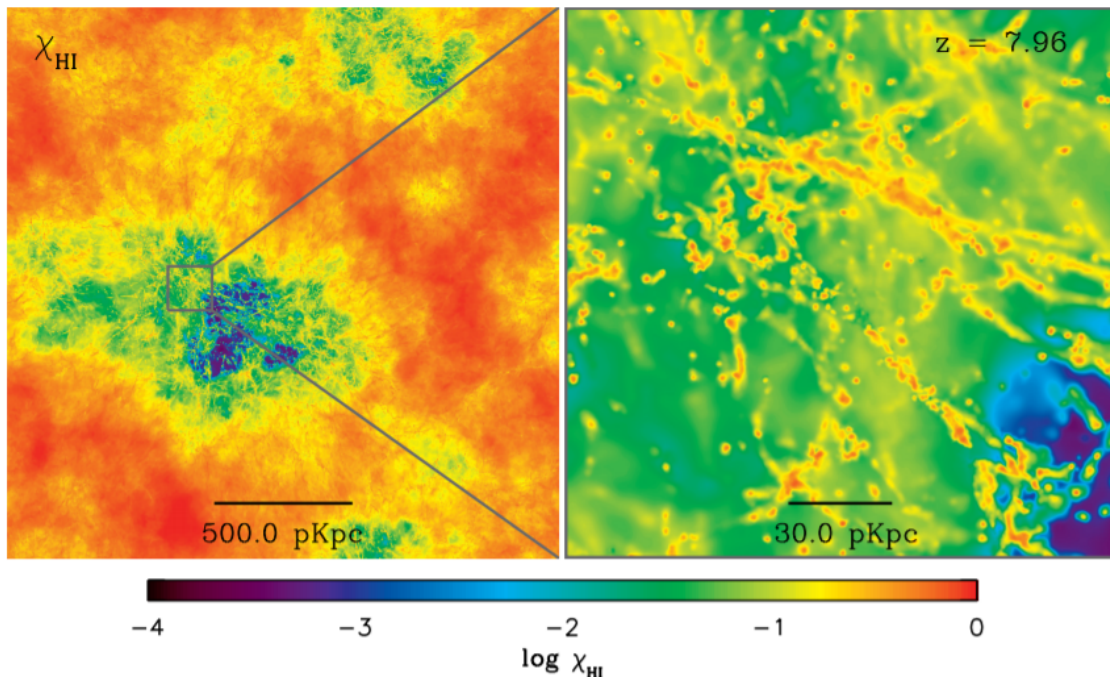 χHI
z = 7.96
500.0 pKpc
30.0 pKpc
−4 −3 −2 −1 0
log χHI